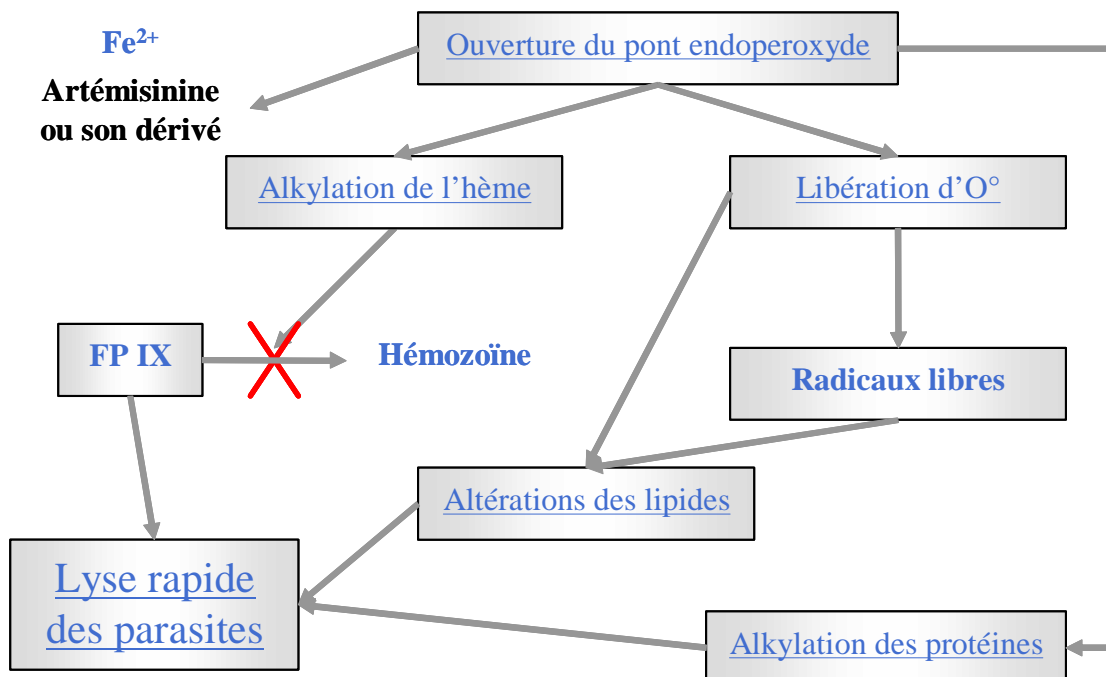 Fe²⁺
Ouverture du pont endoperoxyde
Artémisinine
ou son dérivé
Alkylation de l’hème
Libération d’O°
FP IX
Hémozoïne
Radicaux libres
Altérations des lipides
Lyse rapide
des parasites
Alkylation des protéines